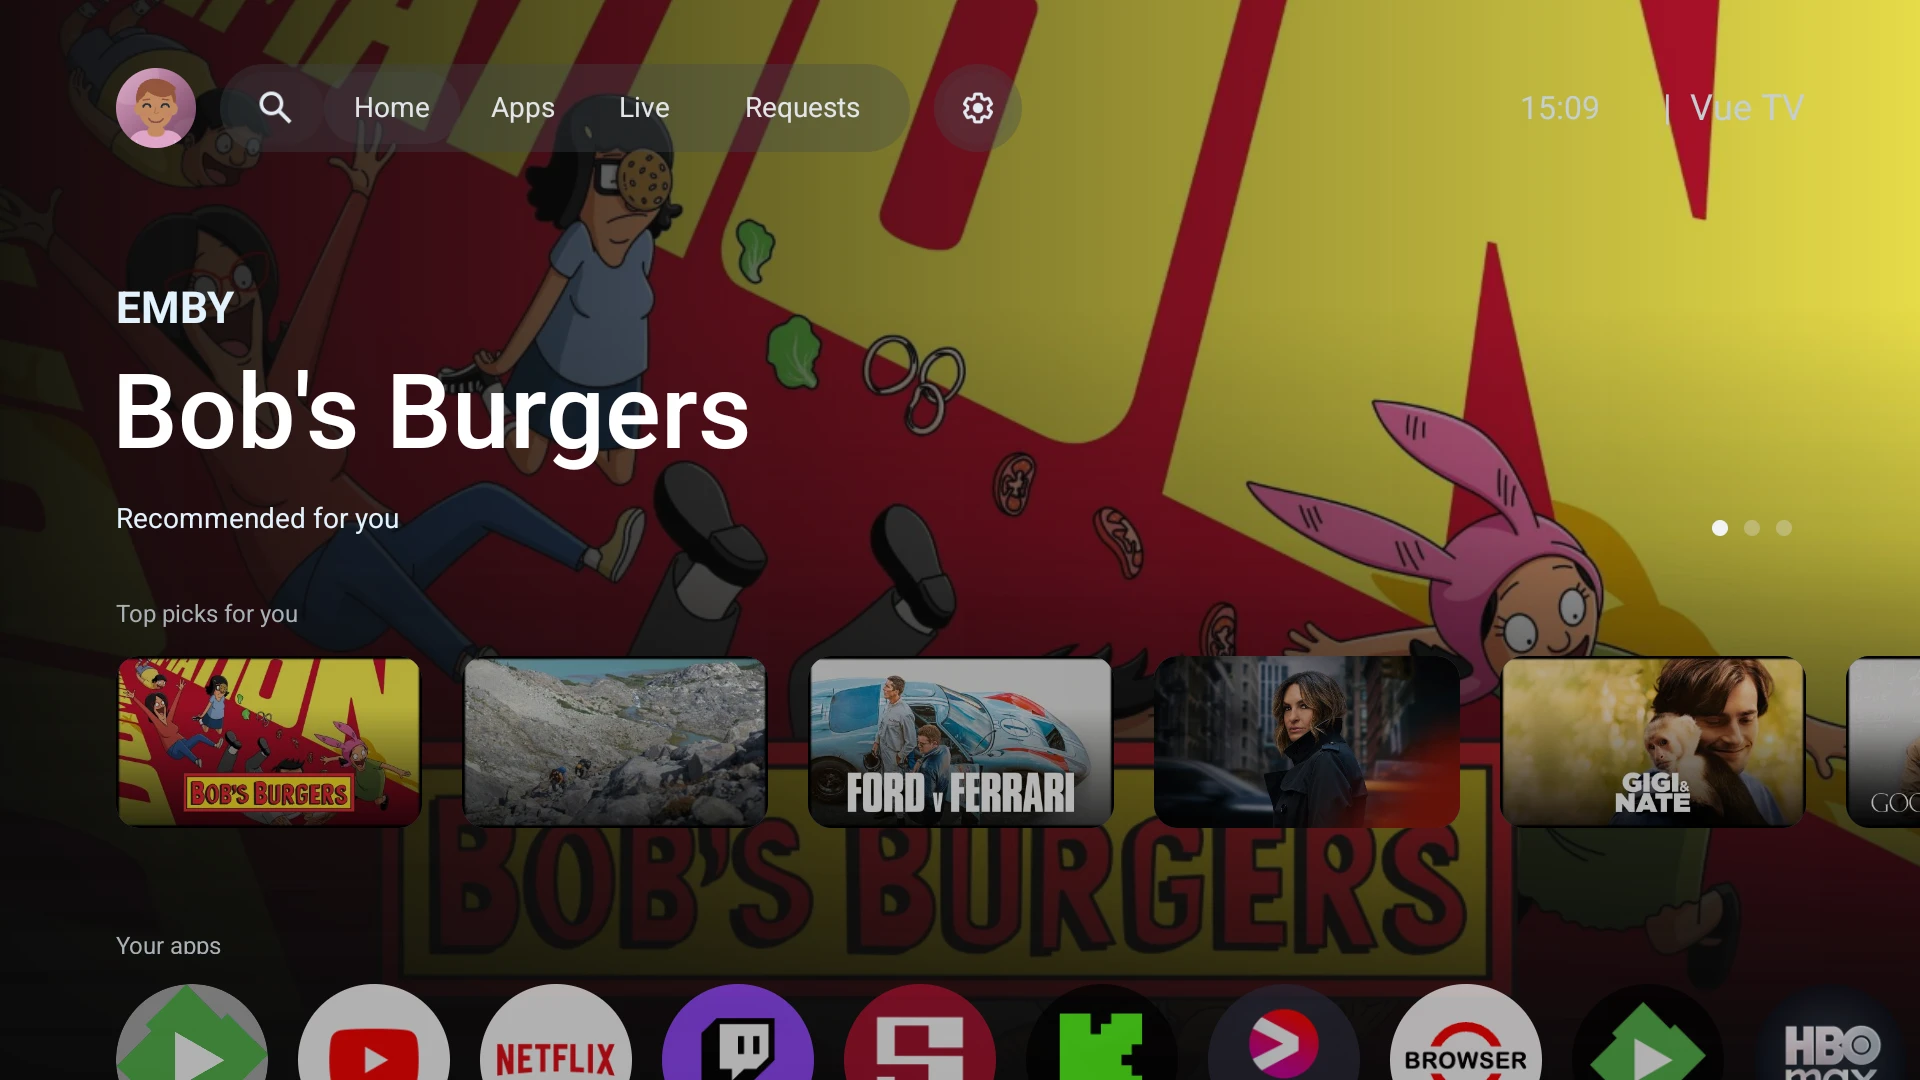 Home
Apps
Live
Requests
15:09
| Vue TV
EMBY
Bob's Burgers
Recommended for you
Top picks for you
BOB'S BURGERS
FORD v FERRARI
GIGI &
NATE
BOB'S BURGERS
Your apps
NETFLIX
BROWSER
HBO
max